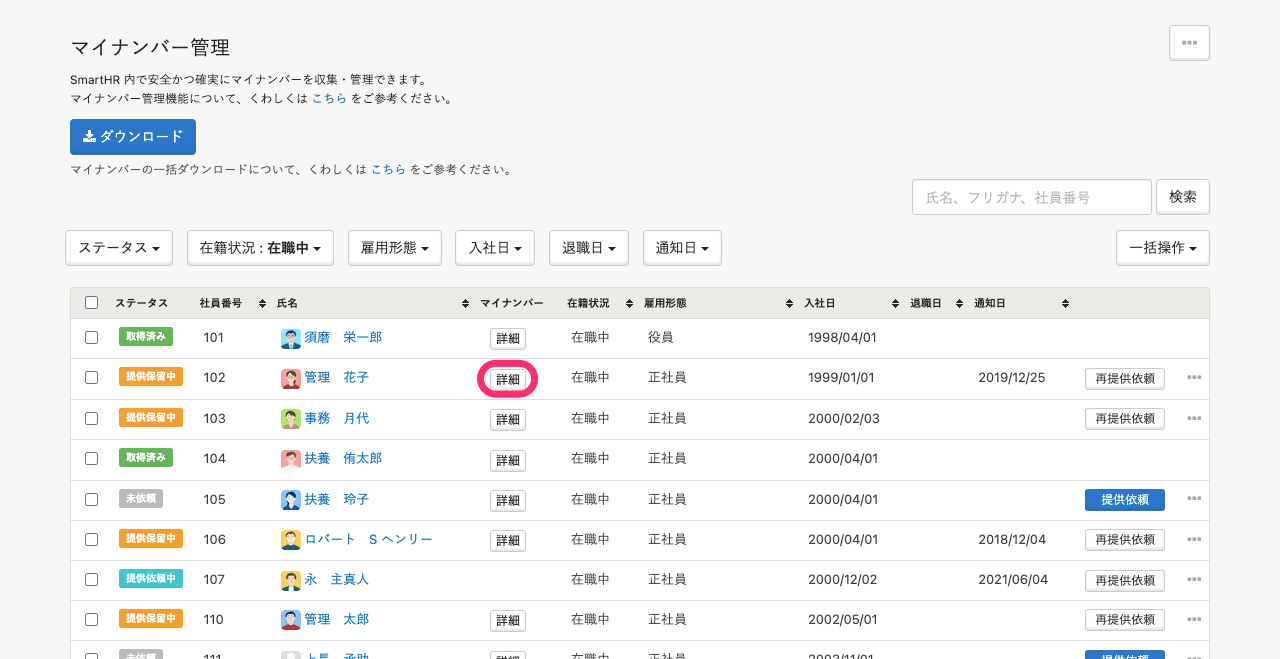 マイナンバー管理
SmartHR 内で安全かつ確実にマイナンバーを収集・管理できます。
マイナンバー管理機能について、くわしくは こちら をご参考ください。
ダウンロード
マイナンバーの一括ダウンロードについて、くわしくは こちら をご参考ください。
氏名、フリガナ、社員番号 検索
ステータス 在籍状況 : 在職中 雇用形態 入社日 退職日 通知日 一括操作
ステータス 社員番号 氏名 マイナンバー 在籍状況 雇用形態 入社日 退職日 通知日
取得済み 101 須磨 栄一郎 詳細 在職中 役員 1998/04/01
提供保留中 102 管理 花子 詳細 在職中 正社員 1999/01/01 2019/12/25 再提供依頼
提供保留中 103 事務 月代 詳細 在職中 正社員 2000/02/03 再提供依頼
取得済み 104 扶養 侑太郎 詳細 在職中 正社員 2000/04/01
未依頼 105 扶養 玲子 詳細 在職中 正社員 2000/04/01 提供依頼
提供保留中 106 ロバート S ヘンリー 詳細 在職中 正社員 2000/04/01 2018/12/04 再提供依頼
提供依頼中 107 永 主真人 在職中 正社員 2000/12/02 2021/06/04 再提供依頼
提供保留中 110 管理 太郎 詳細 在職中 正社員 2002/05/01 再提供依頼
未依頼 111 上長 承助 詳細 在職中 正社員 2003/11/01 提供依頼